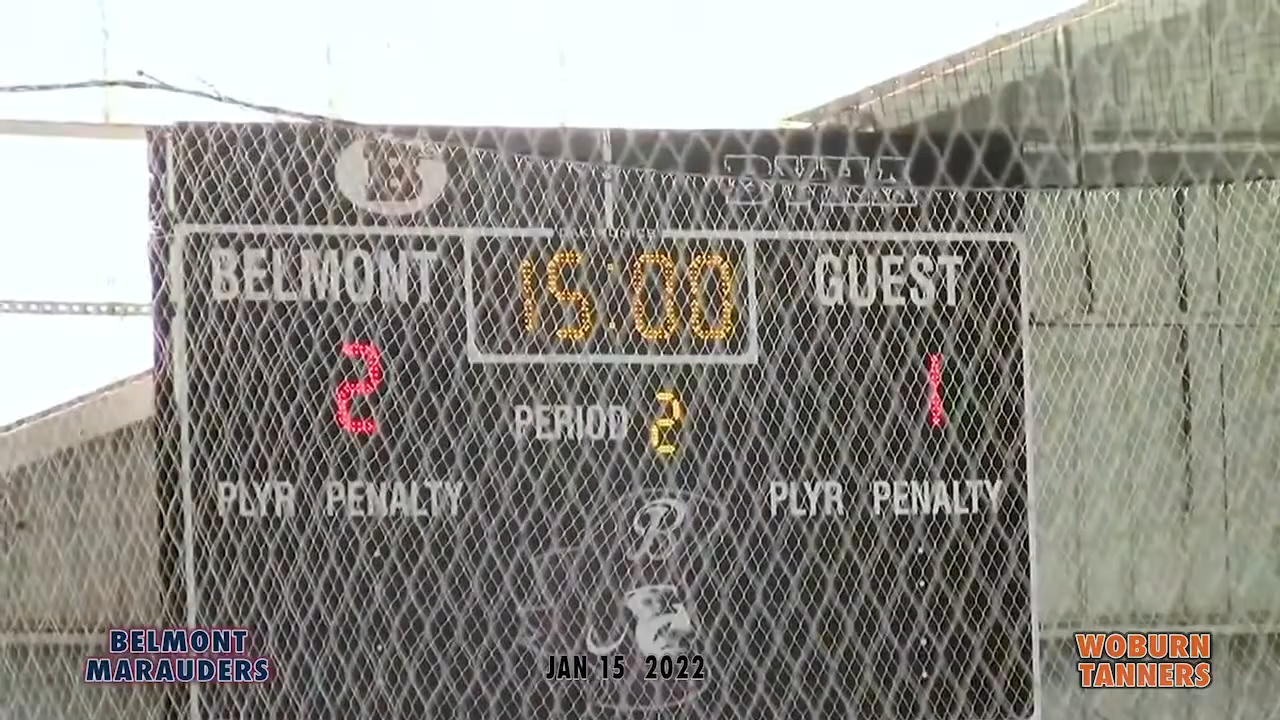 B BYHA
BELMONT 15:00 GUEST
2 PERIOD 2 1
PLYR PENALTY PLYR PENALTY
B
BELMONT
MARAUDERS
JAN 15 2022
WOBURN
TANNERS